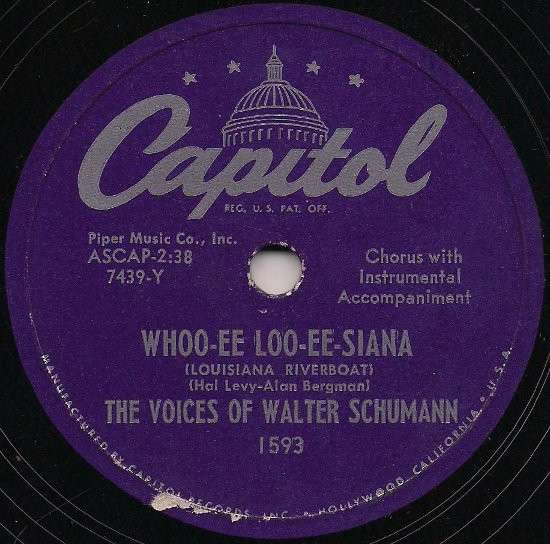 Capitol
REG. U.S. PAT. OFF.
Piper Music Co., Inc.
ASCAP-2:38
7439-Y
Chorus with
Instrumental
Accompaniment
WHOO-EE LOO-EE-SIANA
(LOUISIANA RIVERBOAT)
(Hal Levy-Alan Bergman)
THE VOICES OF WALTER SCHUMANN
1593
MANUFACTURED BY CAPITOL RECORDS INC. • HOLLYWOOD, CALIFORNIA. • U.S.A.